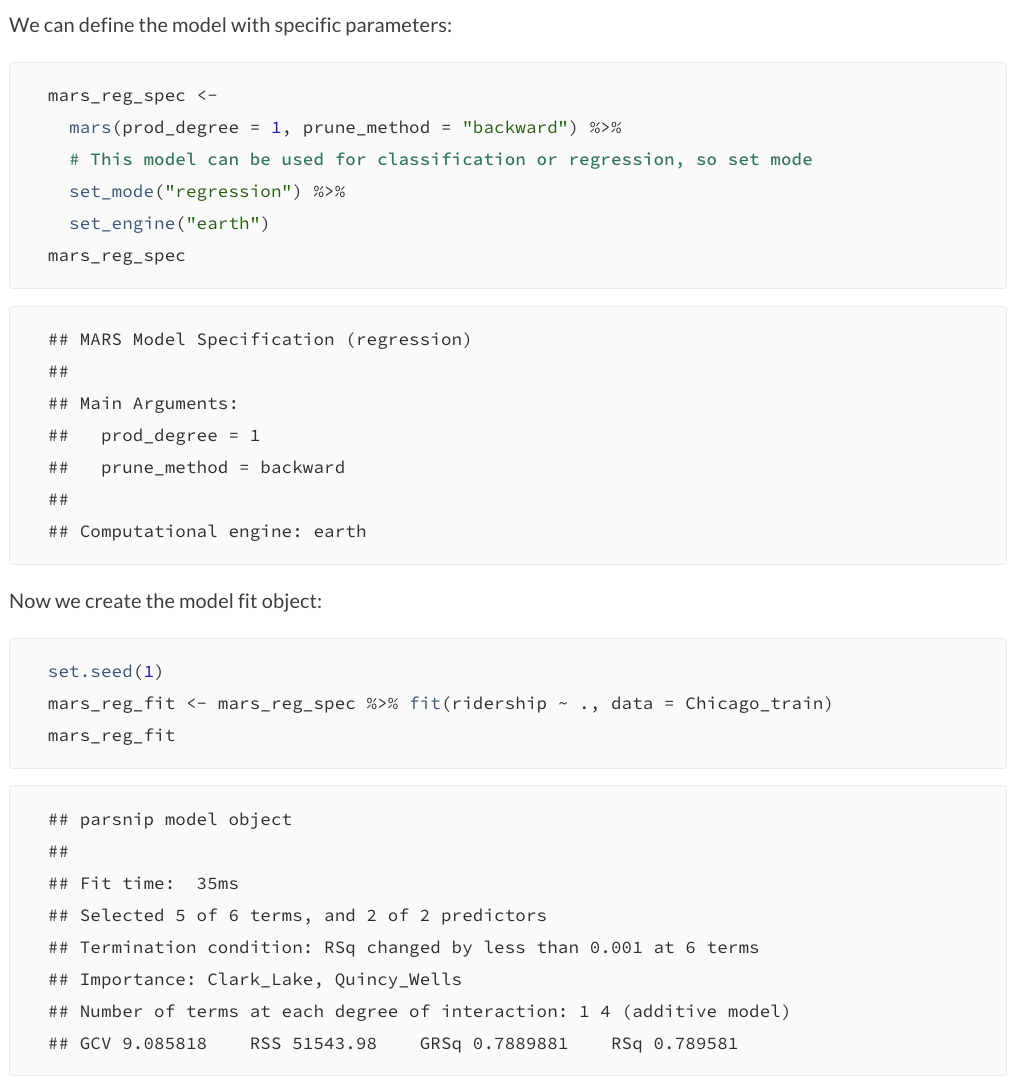 We can define the model with specific parameters:
mars_reg_spec <-
  mars(prod_degree = 1, prune_method = "backward") %>%
  # This model can be used for classification or regression, so set mode
  set_mode("regression") %>%
  set_engine("earth")
mars_reg_spec
## MARS Model Specification (regression)
##
## Main Arguments:
##   prod_degree = 1
##   prune_method = backward
##
## Computational engine: earth
Now we create the model fit object:
set.seed(1)
mars_reg_fit <- mars_reg_spec %>% fit(ridership ~ ., data = Chicago_train)
mars_reg_fit
## parsnip model object
##
## Fit time:  35ms
## Selected 5 of 6 terms, and 2 of 2 predictors
## Termination condition: RSq changed by less than 0.001 at 6 terms
## Importance: Clark_Lake, Quincy_Wells
## Number of terms at each degree of interaction: 1 4 (additive model)
## GCV 9.085818    RSS 51543.98    GRSq 0.7889881    RSq 0.789581